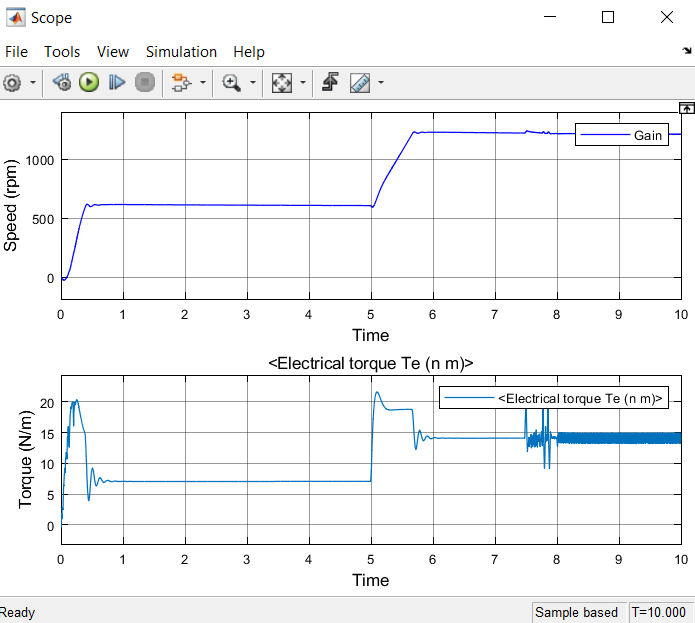 Scope
File Tools View Simulation Help
Gain
Speed (rpm)
1000
500
0
0 1 2 3 4 5 6 7 8 9 10
Time
<Electrical torque Te (n m)>
<Electrical torque Te (n m)>
Torque (N/m)
20
15
10
5
0
0 1 2 3 4 5 6 7 8 9 10
Time
Ready
Sample based T=10.000